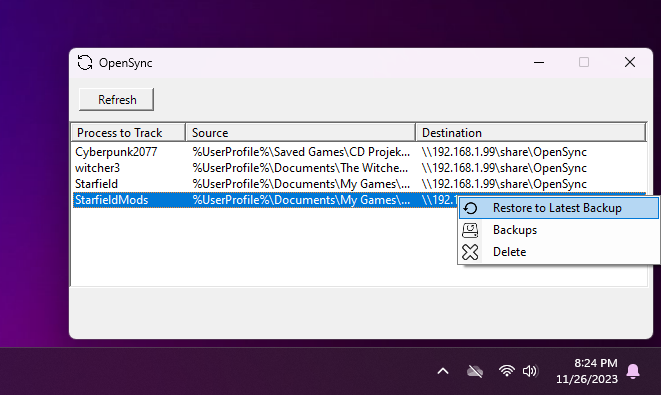 OpenSync
Refresh
Process to Track Source Destination
Cyberpunk2077 %UserProfile%\Saved Games\CD Projek... \\192.168.1.99\share\OpenSync
witcher3 %UserProfile%\Documents\The Witche... \\192.168.1.99\share\OpenSync
Starfield %UserProfile%\Documents\My Games\... \\192.168.1.99\share\OpenSync
StarfieldMods %UserProfile%\Documents\My Games\... \\192.1
Restore to Latest Backup
Backups
Delete
8:24 PM
11/26/2023